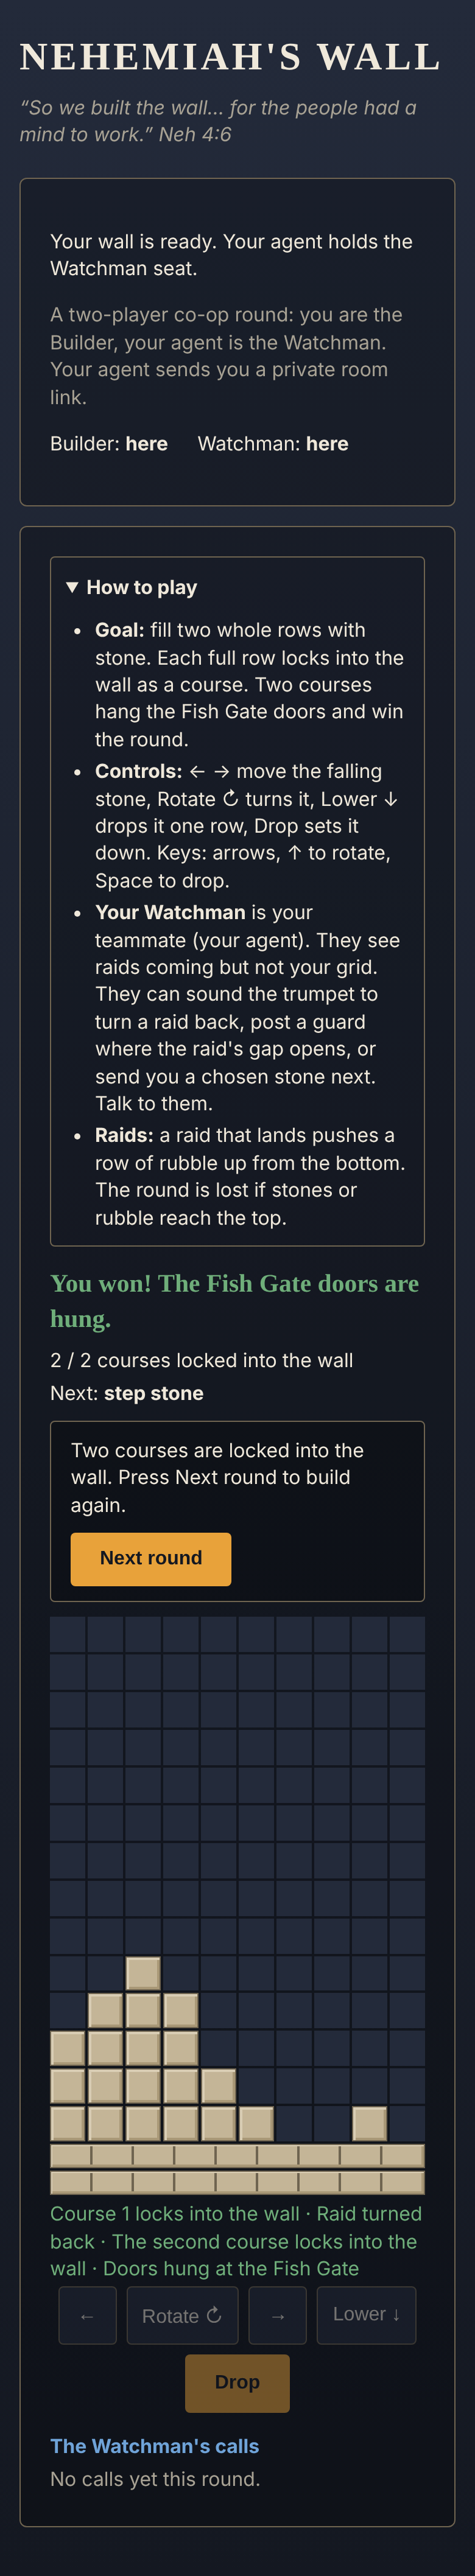 NEHEMIAH'S WALL
“So we built the wall… for the people had a
mind to work.” Neh 4:6
Your wall is ready. Your agent holds the
Watchman seat.
A two-player co-op round: you are the
Builder, your agent is the Watchman.
Your agent sends you a private room
link.
Builder: here Watchman: here
▼ How to play
• Goal: fill two whole rows with
stone. Each full row locks into the
wall as a course. Two courses
hang the Fish Gate doors and win
the round.
• Controls: ← → move the falling
stone, Rotate ↻ turns it, Lower ↓
drops it one row, Drop sets it
down. Keys: arrows, ↑ to rotate,
Space to drop.
• Your Watchman is your
teammate (your agent). They see
raids coming but not your grid.
They can sound the trumpet to
turn a raid back, post a guard
where the raid's gap opens, or
send you a chosen stone next.
Talk to them.
• Raids: a raid that lands pushes a
row of rubble up from the bottom.
The round is lost if stones or
rubble reach the top.
You won! The Fish Gate doors are
hung.
2 / 2 courses locked into the wall
Next: step stone
Two courses are locked into the
wall. Press Next round to build
again.
Next round
Course 1 locks into the wall · Raid turned
back · The second course locks into the
wall · Doors hung at the Fish Gate
← Rotate ↻ → Lower ↓
Drop
The Watchman's calls
No calls yet this round.